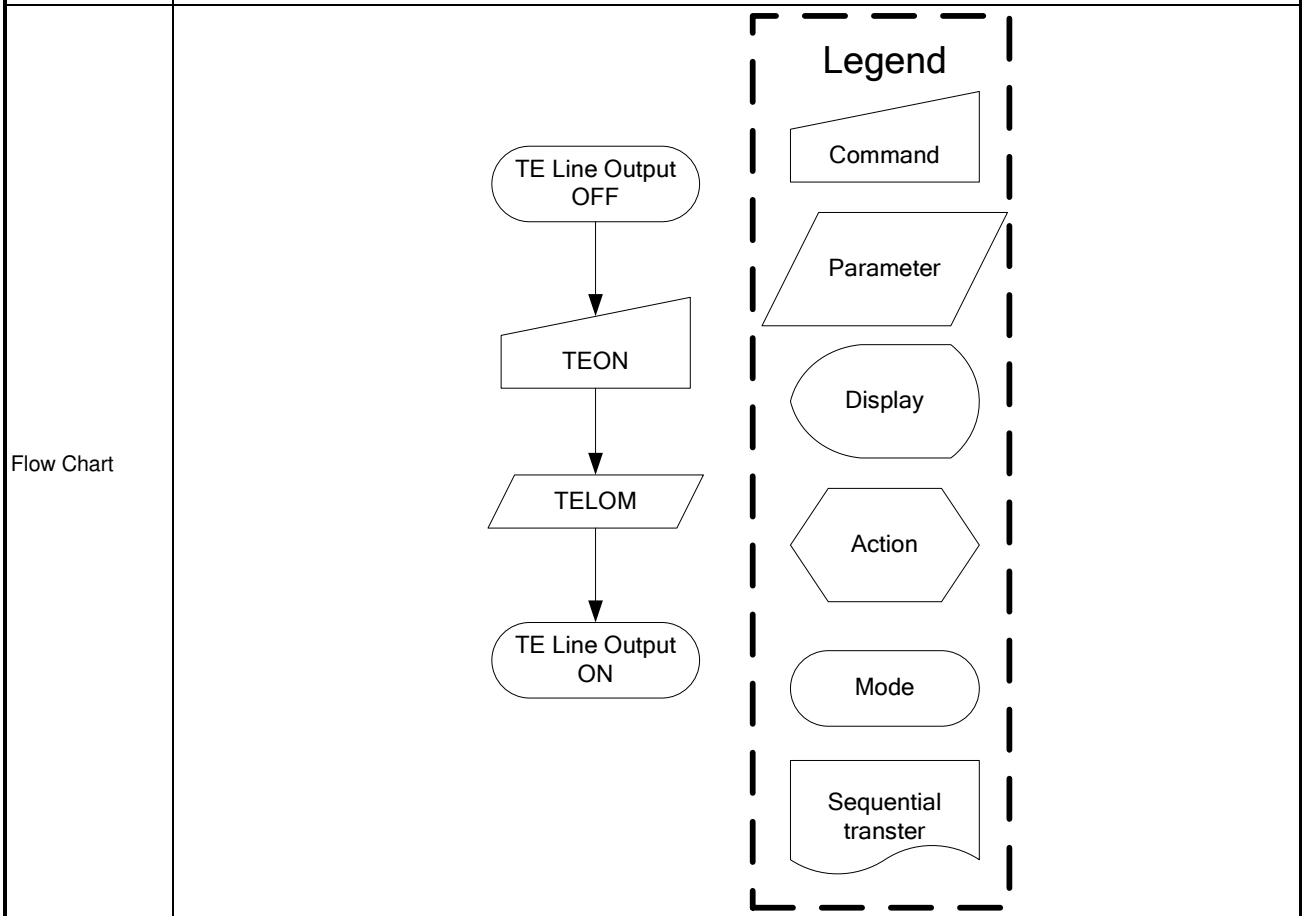 Flow Chart
TE Line Output
OFF
TEON
TELOM
TE Line Output
ON
Legend
Command
Parameter
Display
Action
Mode
Sequential
transter